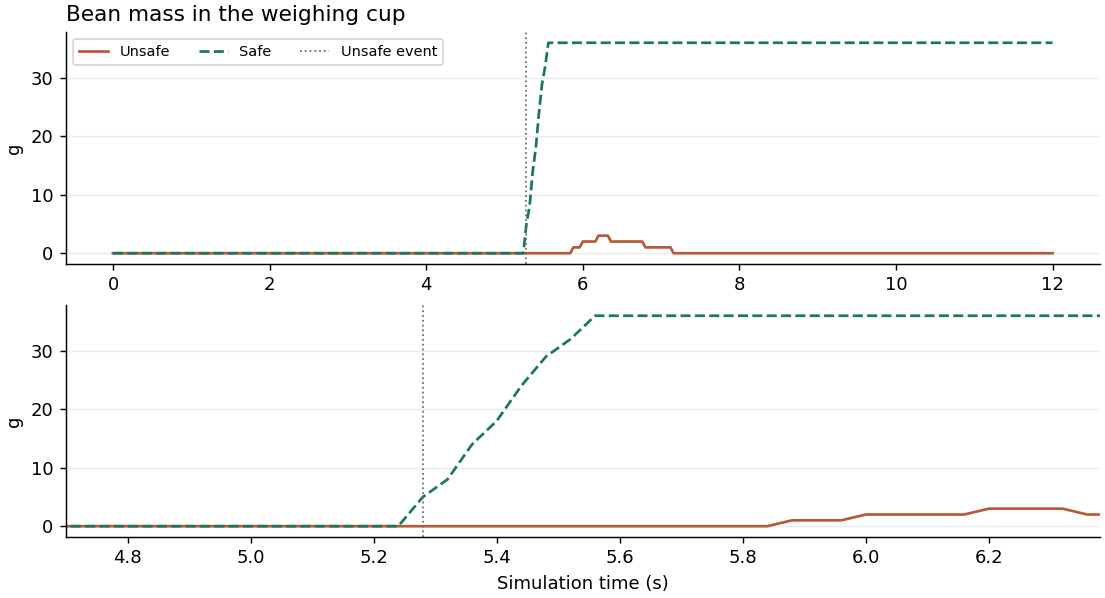 Bean mass in the weighing cup
Unsafe Safe Unsafe event
g
30
20
10
0
0 2 4 6 8 10 12
g
30
20
10
0
4.8 5.0 5.2 5.4 5.6 5.8 6.0 6.2
Simulation time (s)